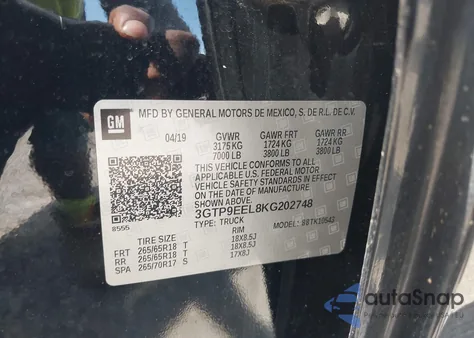 GM
MFD BY GENERAL MOTORS DE MEXICO, S. DE R.L. DE C.V.
04/19 GVWR GAWR FRT GAWR RR
3175 KG 1724 KG 1724 KG
7000 LB 3800 LB 3800 LB
THIS VEHICLE CONFORMS TO ALL
APPLICABLE U.S. FEDERAL MOTOR
VEHICLE SAFETY STANDARDS IN EFFECT
ON THE DATE OF MANUFACTURE
3GTP9EEL8KG202748
TYPE: TRUCK MODEL: 9BTK10543
8555
TIRE SIZE RIM
FRT 265/65R18 T 18X8.5J
RR 265/65R18 T 18X8.5J
SPA 265/70R17 S 17X8J
autoSnap